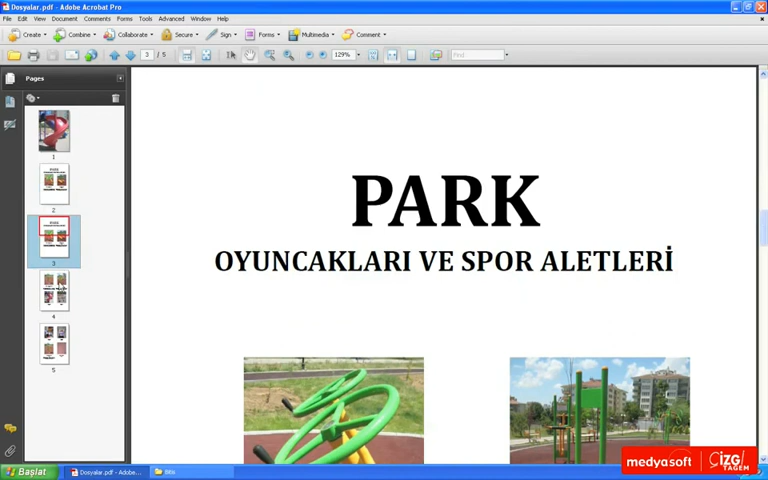 Dosyalar.pdf - Adobe Acrobat Pro
File Edit View Document Comments Forms Tools Advanced Window Help
Create Combine Collaborate Secure Sign Forms Multimedia Comment
3 / 5 129% Find
Pages
1
2
3
4
5
PARK
OYUNCAKLARI VE SPOR ALETLERİ
Başlat Dosyalar.pdf - Adobe...
medyasoft ÇİZGİ TAGEM